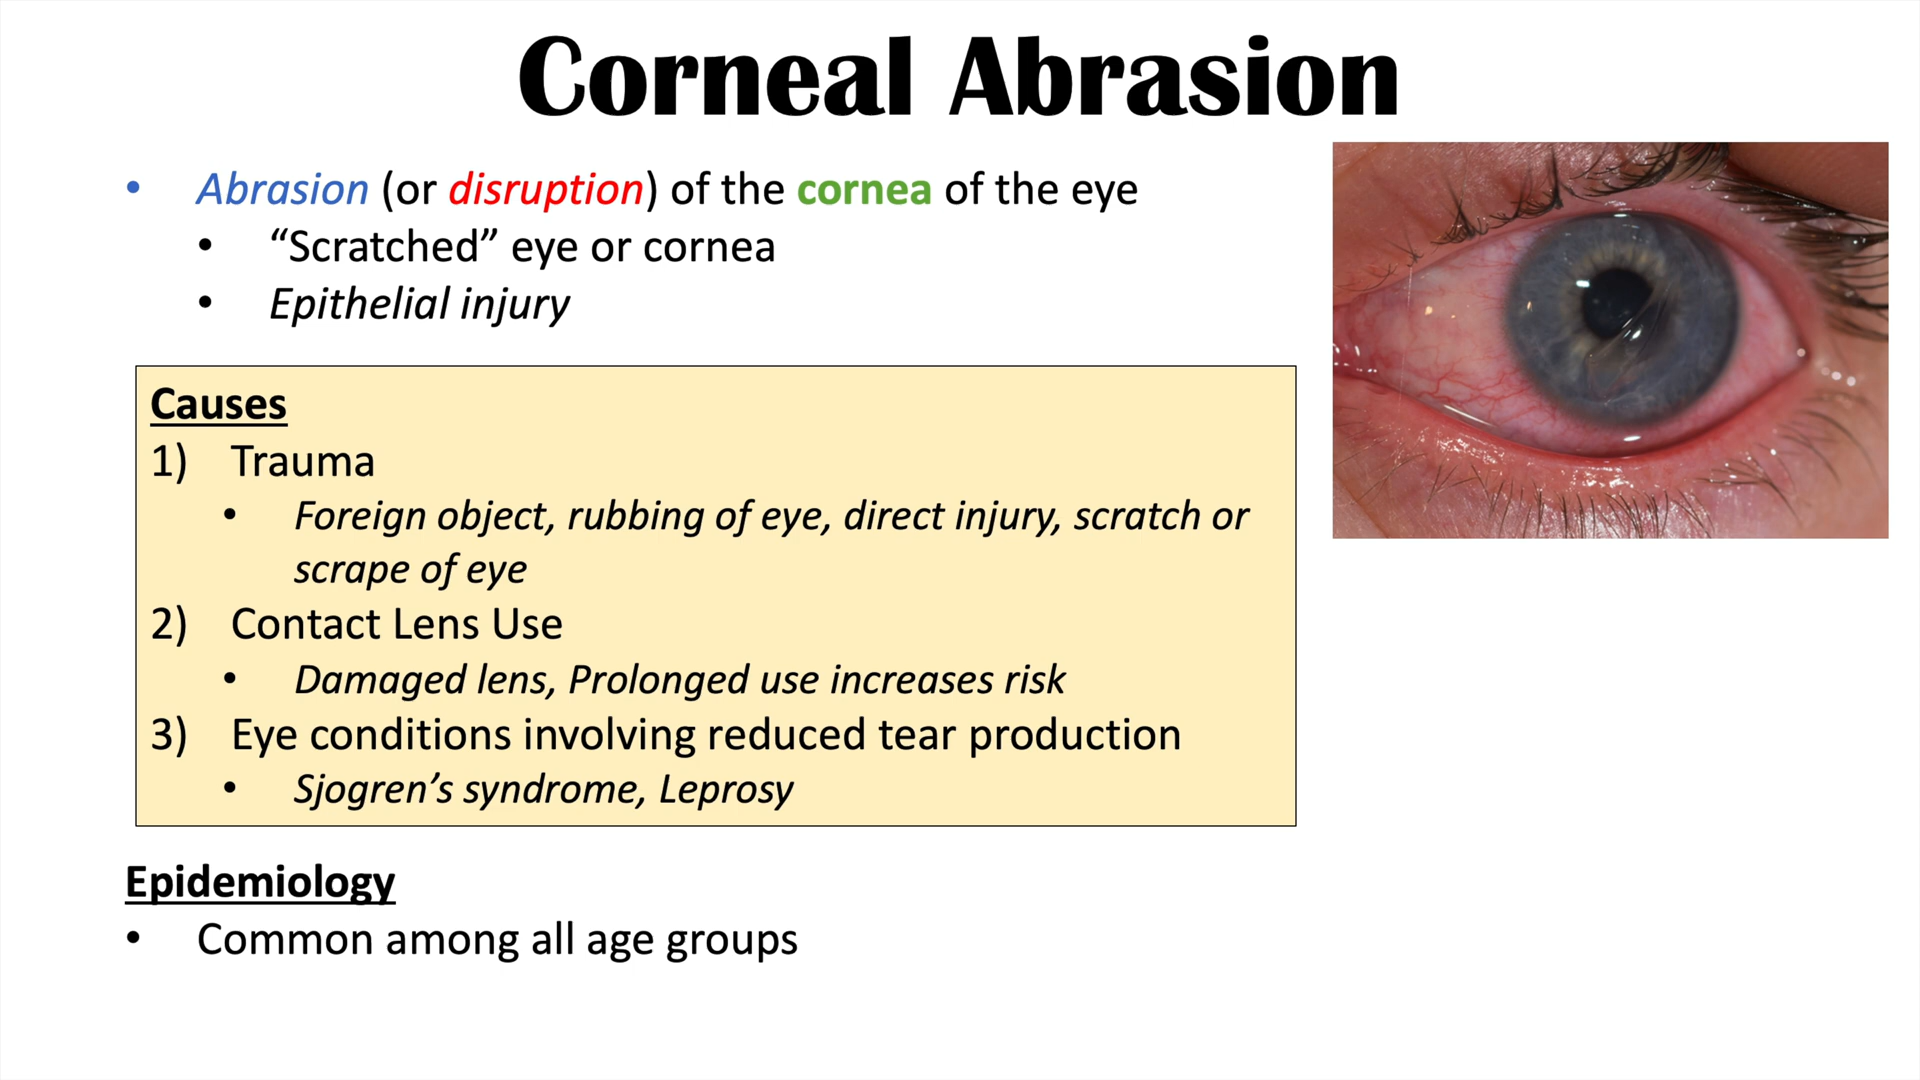 Corneal Abrasion
• Abrasion (or disruption) of the cornea of the eye
• “Scratched” eye or cornea
• Epithelial injury
Causes
1) Trauma
• Foreign object, rubbing of eye, direct injury, scratch or
scrape of eye
2) Contact Lens Use
• Damaged lens, Prolonged use increases risk
3) Eye conditions involving reduced tear production
• Sjogren’s syndrome, Leprosy
Epidemiology
• Common among all age groups